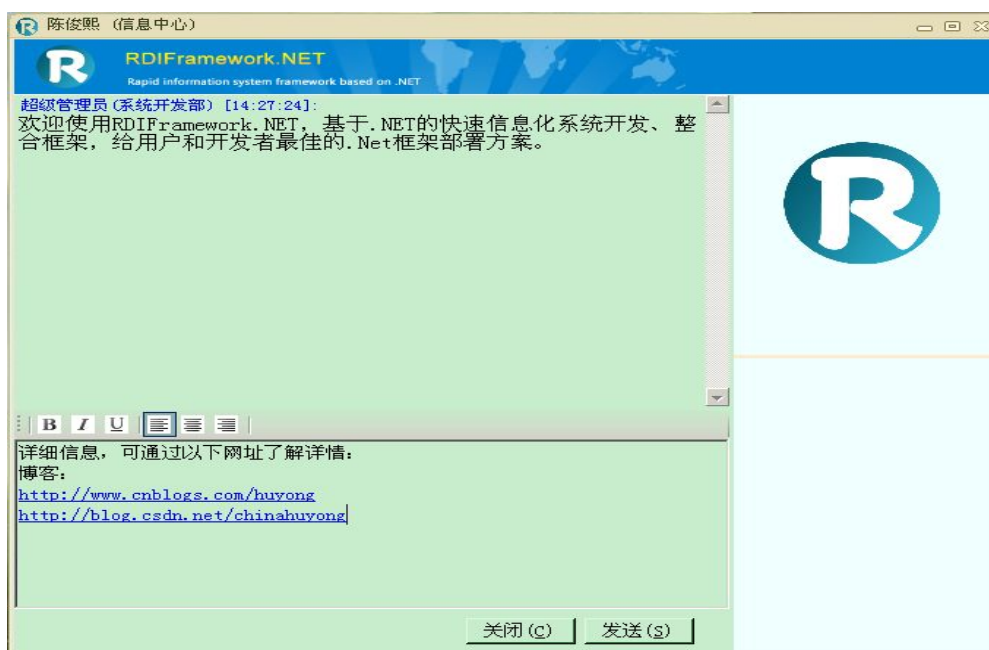 陈俊熙 (信息中心)
RDIFramework.NET
Rapid information system framework based on .NET
超级管理员(系统开发部) [14:27:24]:
欢迎使用RDIFramework.NET, 基于.NET的快速信息化系统开发、整
合框架, 给用户和开发者最佳的.Net框架部署方案。
B I U
详细信息, 可通过以下网址了解详情:
博客:
http://www.cnblogs.com/huyong
http://blog.csdn.net/chinahuyong
关闭(C) 发送(S)